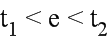 t₁ < e < t₂